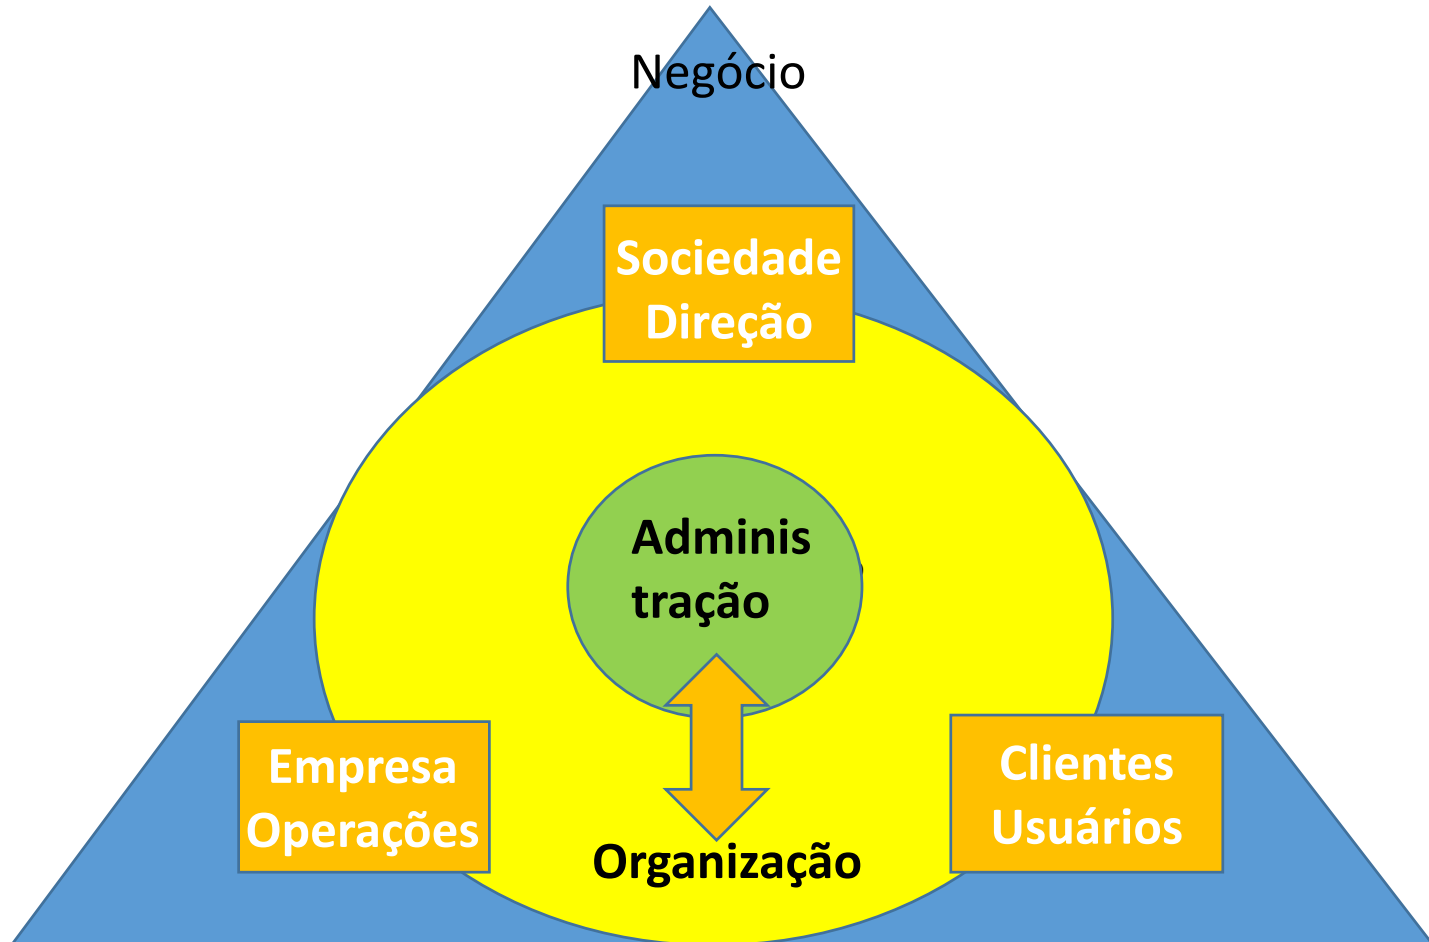 Negócio
Sociedade
Direção
Adminis
tração
Empresa
Operações
Clientes
Usuários
Organização